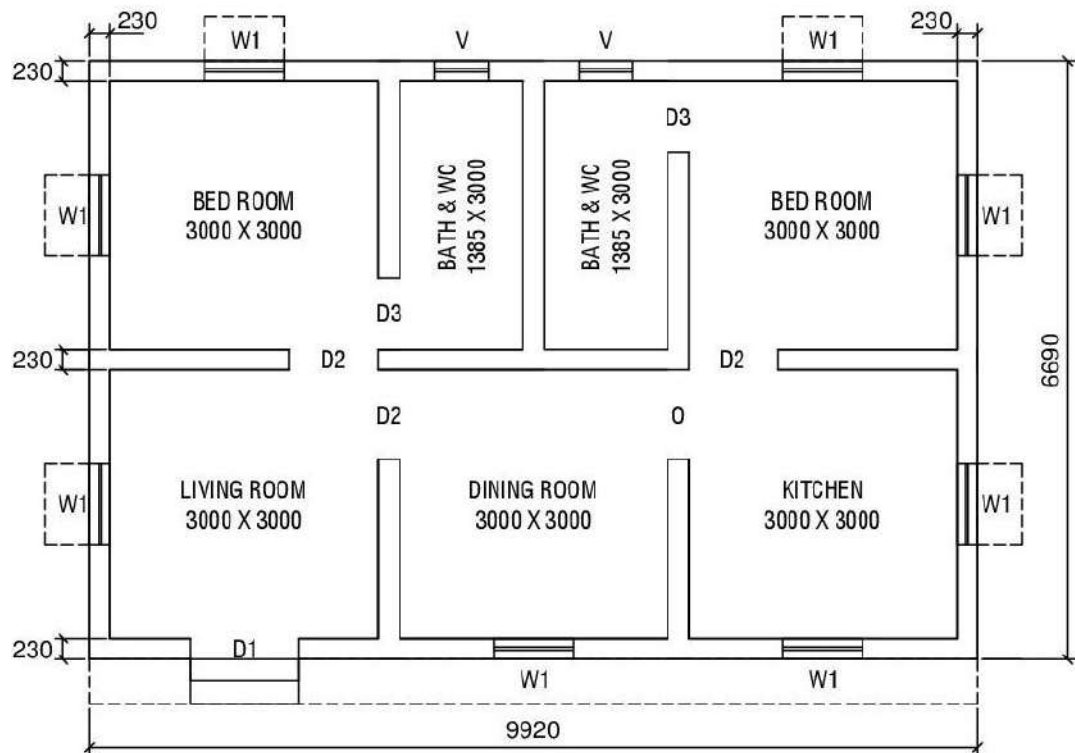 230
W1
V
V
W1
230
230
D3
BED ROOM
3000 X 3000
BATH & WC
1385 X 3000
BATH & WC
1385 X 3000
BED ROOM
3000 X 3000
W1
W1
D3
230
D2
D2
6690
D2
O
LIVING ROOM
3000 X 3000
DINING ROOM
3000 X 3000
KITCHEN
3000 X 3000
W1
W1
230
D1
W1
W1
9920